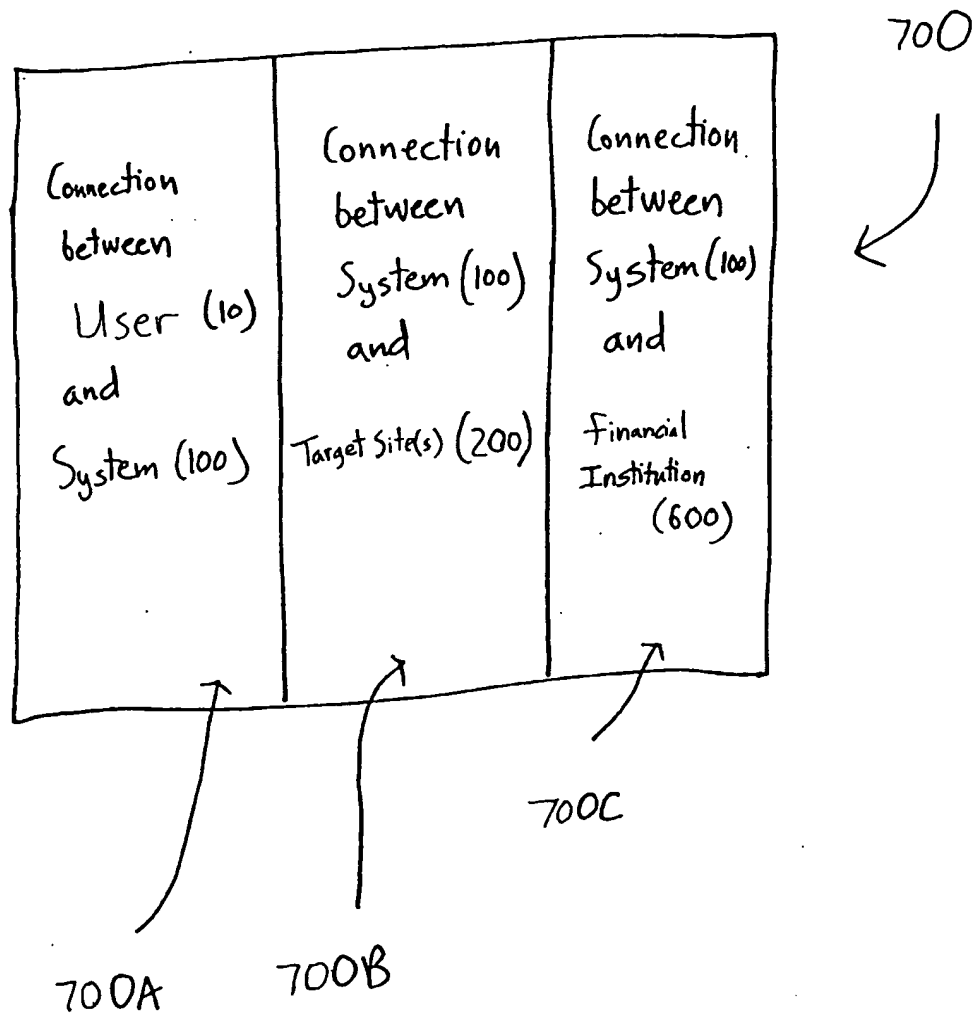 700
Connection
between
User (10)
and
System (100)
Connection
between
System (100)
and
Target Site(s) (200)
Connection
between
System (100)
and
Financial
Institution
(600)
700A
700B
700C